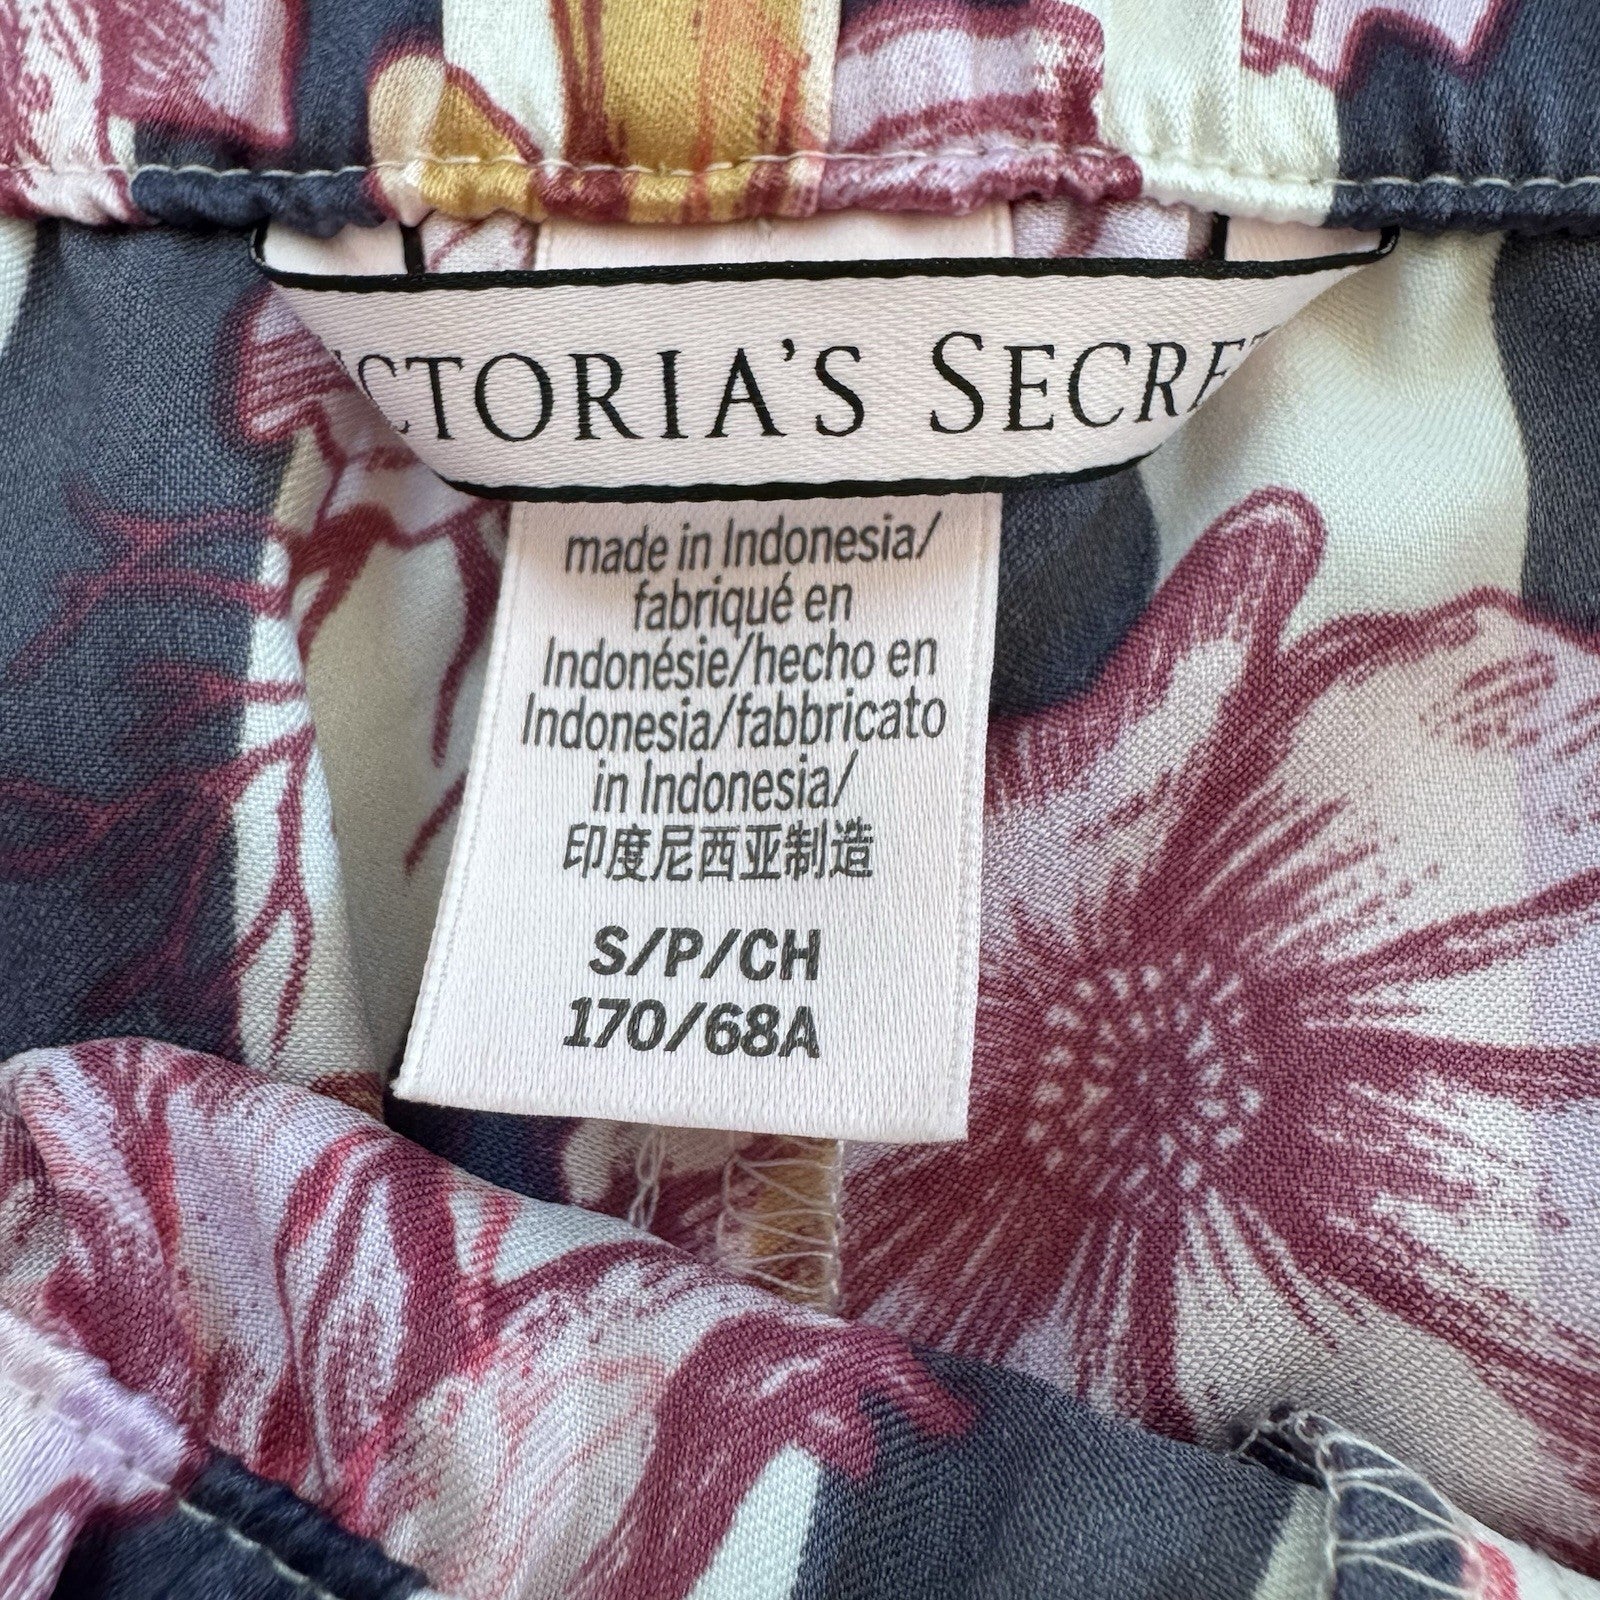 VICTORIA'S SECRET
made in Indonesia/
fabriqué en
Indonésie/hecho en
Indonesia/fabbricato
in Indonesia/
印度尼西亚制造
S/P/CH
170/68A